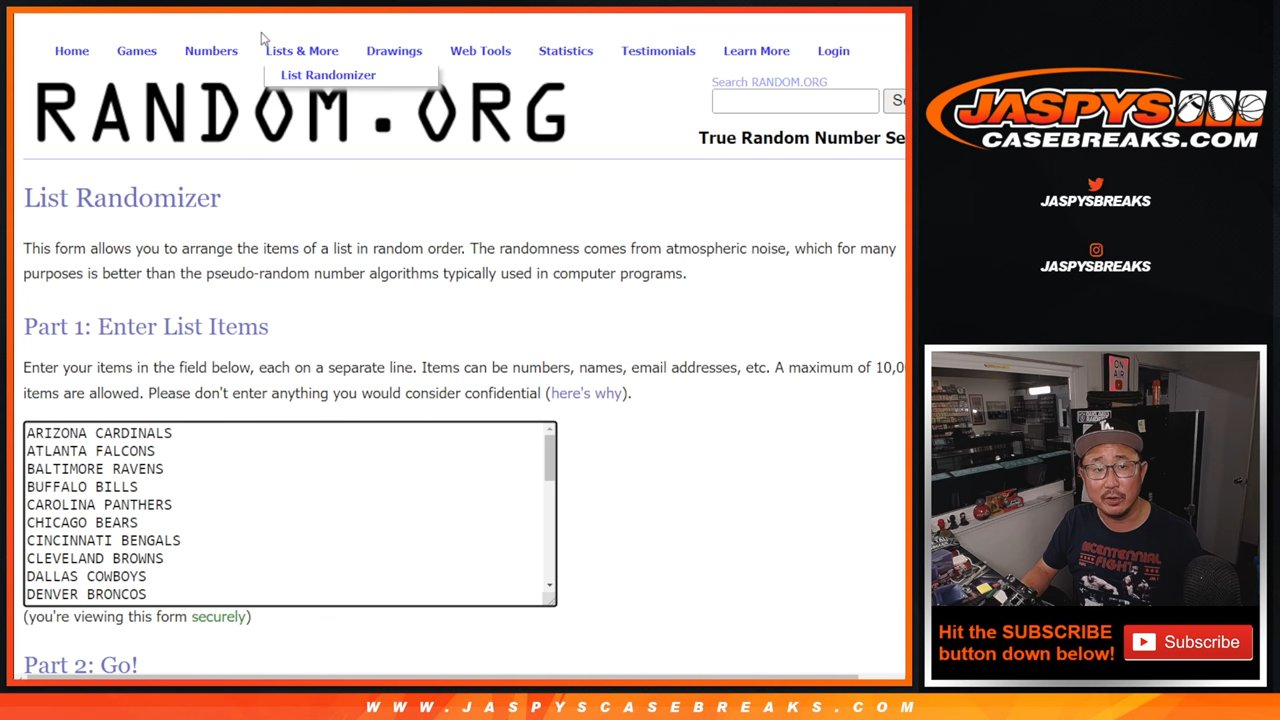 Home Games Numbers Lists & More Drawings Web Tools Statistics Testimonials Learn More Login
List Randomizer
Search RANDOM.ORG
RANDOM.ORG
True Random Number Se
List Randomizer
This form allows you to arrange the items of a list in random order. The randomness comes from atmospheric noise, which for many
purposes is better than the pseudo-random number algorithms typically used in computer programs.
Part 1: Enter List Items
Enter your items in the field below, each on a separate line. Items can be numbers, names, email addresses, etc. A maximum of 10,0
items are allowed. Please don't enter anything you would consider confidential (here's why).
ARIZONA CARDINALS
ATLANTA FALCONS
BALTIMORE RAVENS
BUFFALO BILLS
CAROLINA PANTHERS
CHICAGO BEARS
CINCINNATI BENGALS
CLEVELAND BROWNS
DALLAS COWBOYS
DENVER BRONCOS
(you're viewing this form securely)
Part 2: Go!
JASPYS
CASEBREAKS.COM
JASPYSBREAKS
JASPYSBREAKS
ON AIR
BICENTENNIAL
FIGHT
Hit the SUBSCRIBE
button down below!
Subscribe
WWW.JASPYSCASEBREAKS.COM